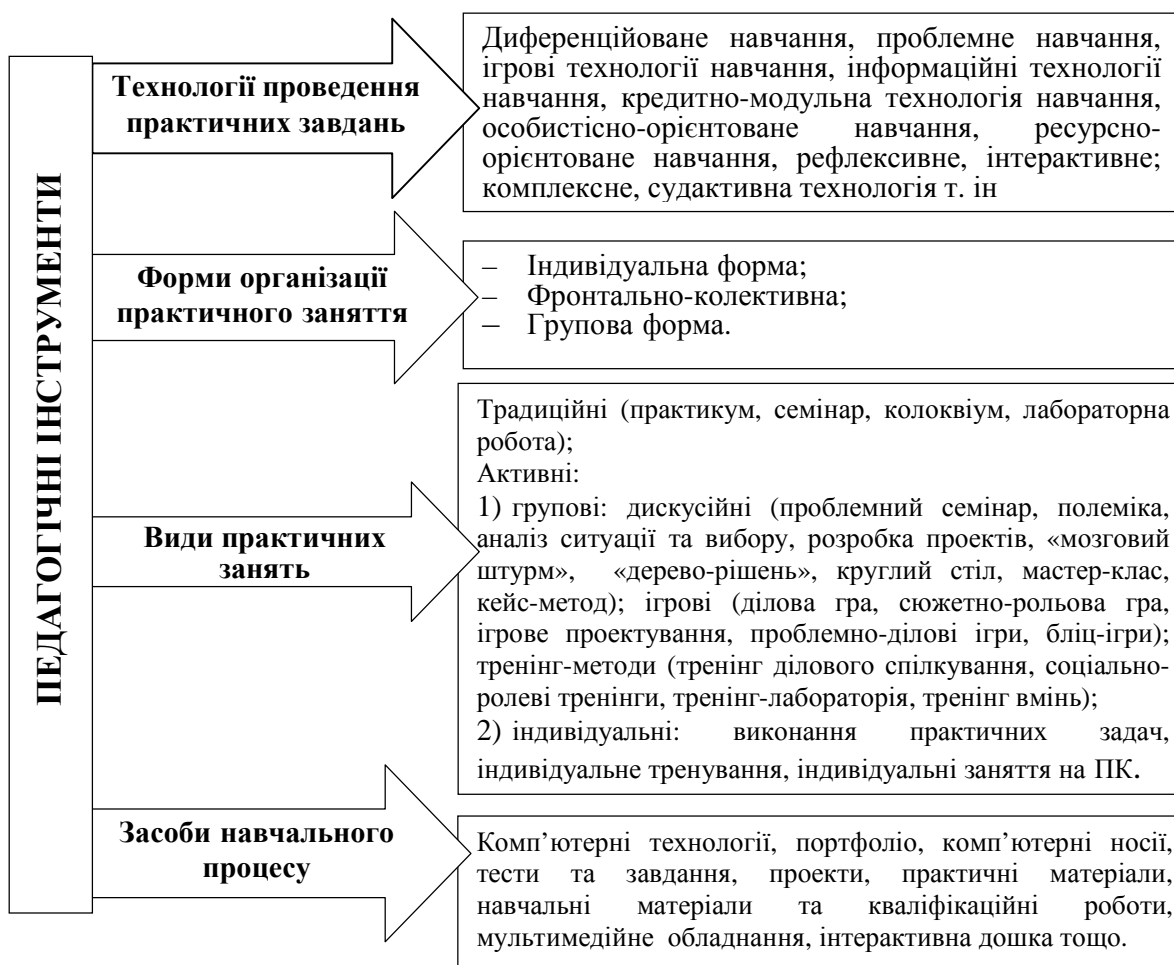 ПЕДАГОГІЧНІ ІНСТРУМЕНТИ
Технології проведення
практичних завдань
Диференційоване навчання, проблемне навчання,
ігрові технології навчання, інформаційні технології
навчання, кредитно-модульна технологія навчання,
особистісно-орієнтоване навчання, ресурсно-
орієнтоване навчання, рефлексивне, інтерактивне;
комплексне, судактивна технологія т. ін
Форми організації
практичного заняття
– Індивідуальна форма;
– Фронтально-колективна;
– Групова форма.
Види практичних
занять
Традиційні (практикум, семінар, колоквіум, лабораторна
робота);
Активні:
1) групові: дискусійні (проблемний семінар, полеміка,
аналіз ситуації та вибору, розробка проектів, «мозговий
штурм», «дерево-рішень», круглий стіл, мастер-клас,
кейс-метод); ігрові (ділова гра, сюжетно-рольова гра,
ігрове проектування, проблемно-ділові ігри, бліц-ігри);
тренінг-методи (тренінг ділового спілкування, соціально-
ролеві тренінги, тренінг-лабораторія, тренінг вмінь);
2) індивідуальні: виконання практичних задач,
індивідуальне тренування, індивідуальні заняття на ПК.
Засоби навчального
процесу
Комп’ютерні технології, портфоліо, комп’ютерні носії,
тести та завдання, проекти, практичні матеріали,
навчальні матеріали та кваліфікаційні роботи,
мультимедійне обладнання, інтерактивна дошка тощо.